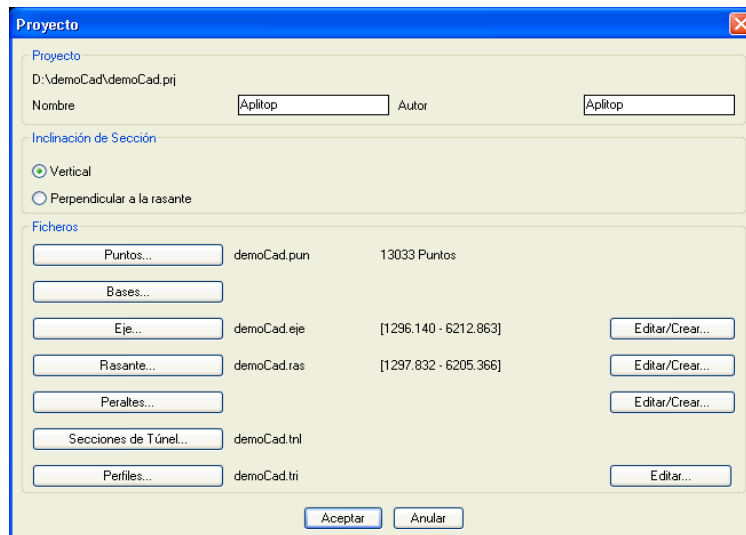 Proyecto
Proyecto
D:\demoCad\demoCad.prj
Nombre Aplitop Autor Aplitop
Inclinación de Sección
Vertical
Perpendicular a la rasante
Ficheros
Puntos... demoCad.pun 13033 Puntos
Bases...
Eje... demoCad.eje [1296.140 - 6212.863] Editar/Crear...
Rasante... demoCad.ras [1297.832 - 6205.366] Editar/Crear...
Peraltes... Editar/Crear...
Secciones de Túnel... demoCad.tnl
Perfiles... demoCad.tri Editar...
Aceptar Anular